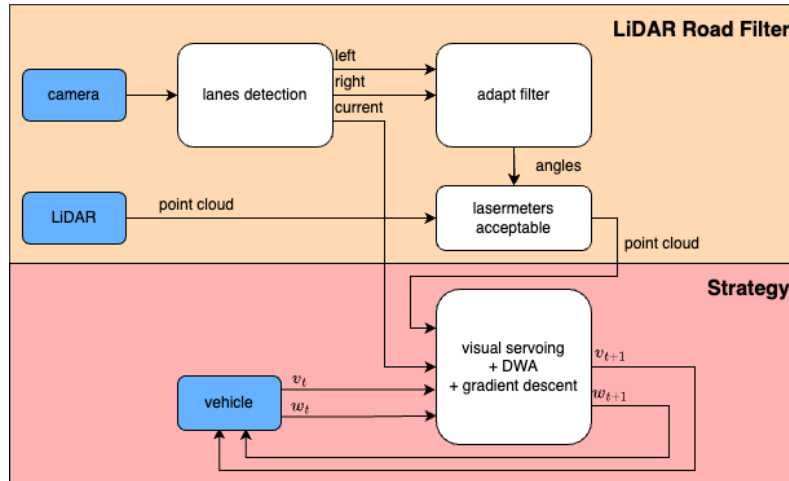 LiDAR Road Filter
left
camera
lanes detection
right
adapt filter
current
angles
LiDAR
point cloud
lasermeters
acceptable
point cloud
Strategy
visual servoing
+ DWA
+ gradient descent
v_{t+1}
v_t
vehicle
w_t
w_{t+1}